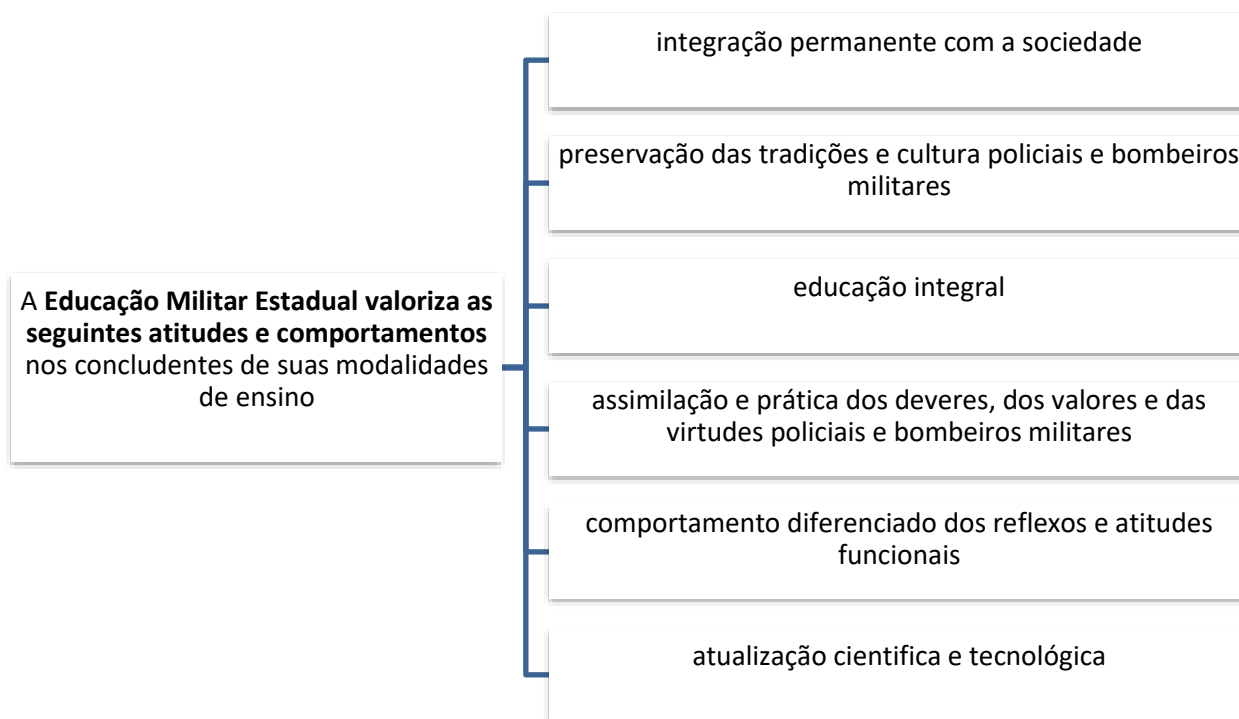 A Educação Militar Estadual valoriza as
seguintes atitudes e comportamentos
nos concludentes de suas modalidades
de ensino
integração permanente com a sociedade
preservação das tradições e cultura policiais e bombeiros
militares
educação integral
assimilação e prática dos deveres, dos valores e das
virtudes policiais e bombeiros militares
comportamento diferenciado dos reflexos e atitudes
funcionais
atualização cientifica e tecnológica